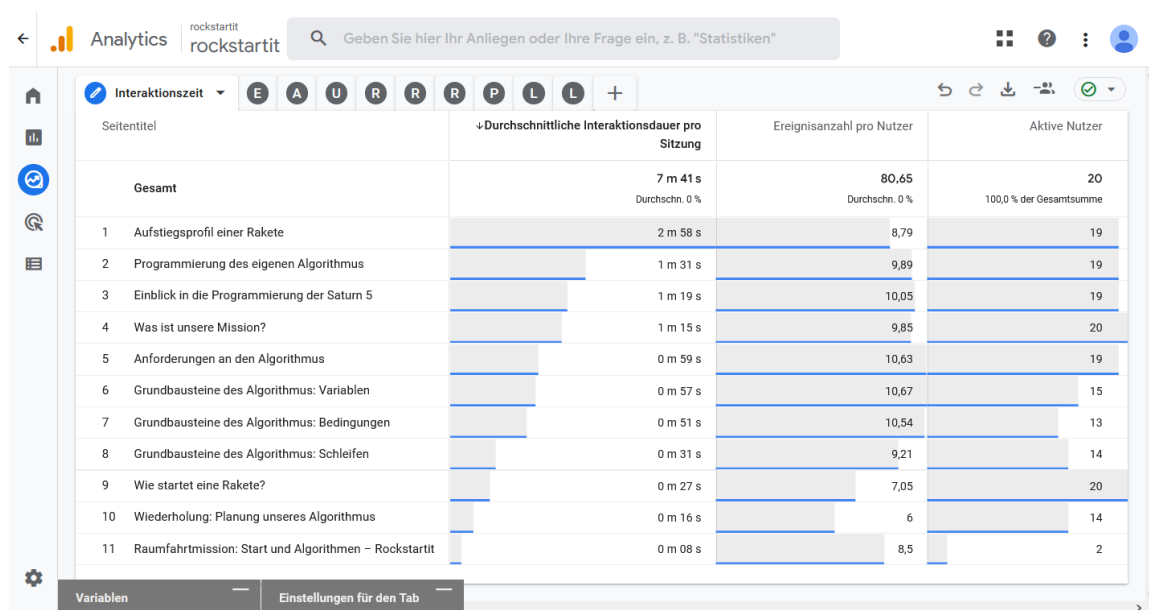 Analytics
rockstartit
rockstartit
Geben Sie hier Ihr Anliegen oder Ihre Frage ein, z. B. "Statistiken"
Interaktionszeit E A U R R R P L L
Seitentitel ↓Durchschnittliche Interaktionsdauer pro Sitzung Ereignisanzahl pro Nutzer Aktive Nutzer
Gesamt 7 m 41 s 80,65 20
Durchschn. 0 % Durchschn. 0 % 100,0 % der Gesamtsumme
1 Aufstiegsprofil einer Rakete 2 m 58 s 8,79 19
2 Programmierung des eigenen Algorithmus 1 m 31 s 9,89 19
3 Einblick in die Programmierung der Saturn 5 1 m 19 s 10,05 19
4 Was ist unsere Mission? 1 m 15 s 9,85 20
5 Anforderungen an den Algorithmus 0 m 59 s 10,63 19
6 Grundbausteine des Algorithmus: Variablen 0 m 57 s 10,67 15
7 Grundbausteine des Algorithmus: Bedingungen 0 m 51 s 10,54 13
8 Grundbausteine des Algorithmus: Schleifen 0 m 31 s 9,21 14
9 Wie startet eine Rakete? 0 m 27 s 7,05 20
10 Wiederholung: Planung unseres Algorithmus 0 m 16 s 6 14
11 Raumfahrtmission: Start und Algorithmen – Rockstartit 0 m 08 s 8,5 2
Variablen Einstellungen für den Tab